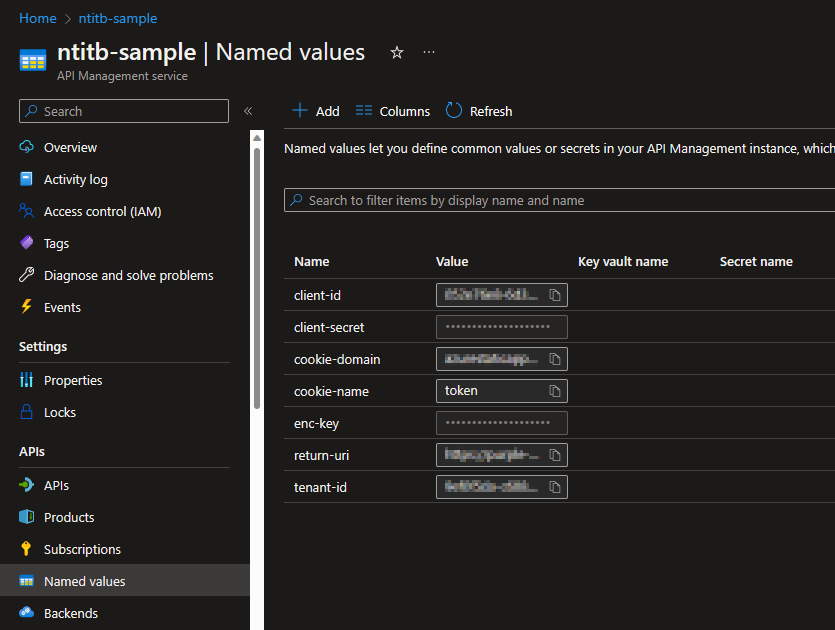 Home > ntitb-sample
ntitb-sample | Named values
API Management service
Search
Overview
Activity log
Access control (IAM)
Tags
Diagnose and solve problems
Events
Settings
Properties
Locks
APIs
APIs
Products
Subscriptions
Named values
Backends
Add Columns Refresh
Named values let you define common values or secrets in your API Management instance, which
Search to filter items by display name and name
Name Value Key vault name Secret name
client-id
client-secret ••••••••••••••••••••
cookie-domain
cookie-name token
enc-key ••••••••••••••••••••
return-uri
tenant-id